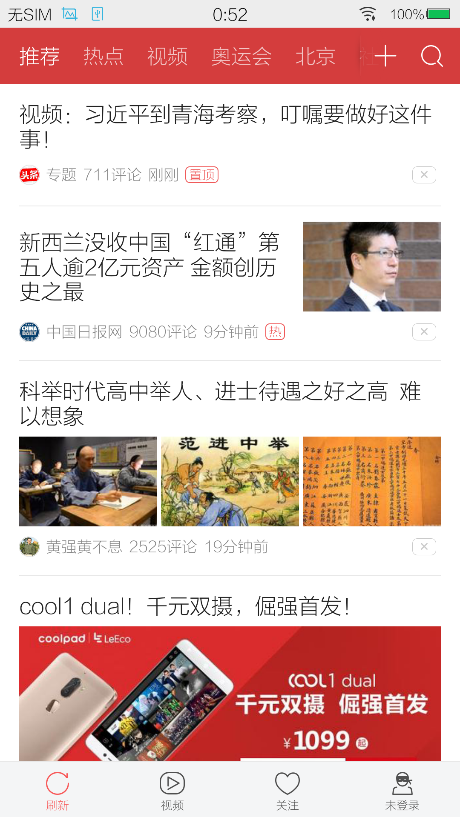 无SIM 0:52 100%
推荐 热点 视频 奥运会 北京
视频：习近平到青海考察，叮嘱要做好这件
事！
头条 专题 711评论 刚刚 置顶
新西兰没收中国“红通”第
五人逾2亿元资产 金额创历
史之最
CHINA DAILY 中国日报网 9080评论 9分钟前 热
科举时代高中举人、进士待遇之好之高 难
以想象
范进中举
黄强黄不息 2525评论 19分钟前
cool1 dual！千元双摄，倔强首发！
coolpad LeEco
COOL1 dual
千元双摄 倔强首发
¥1099起
刷新 视频 关注 未登录